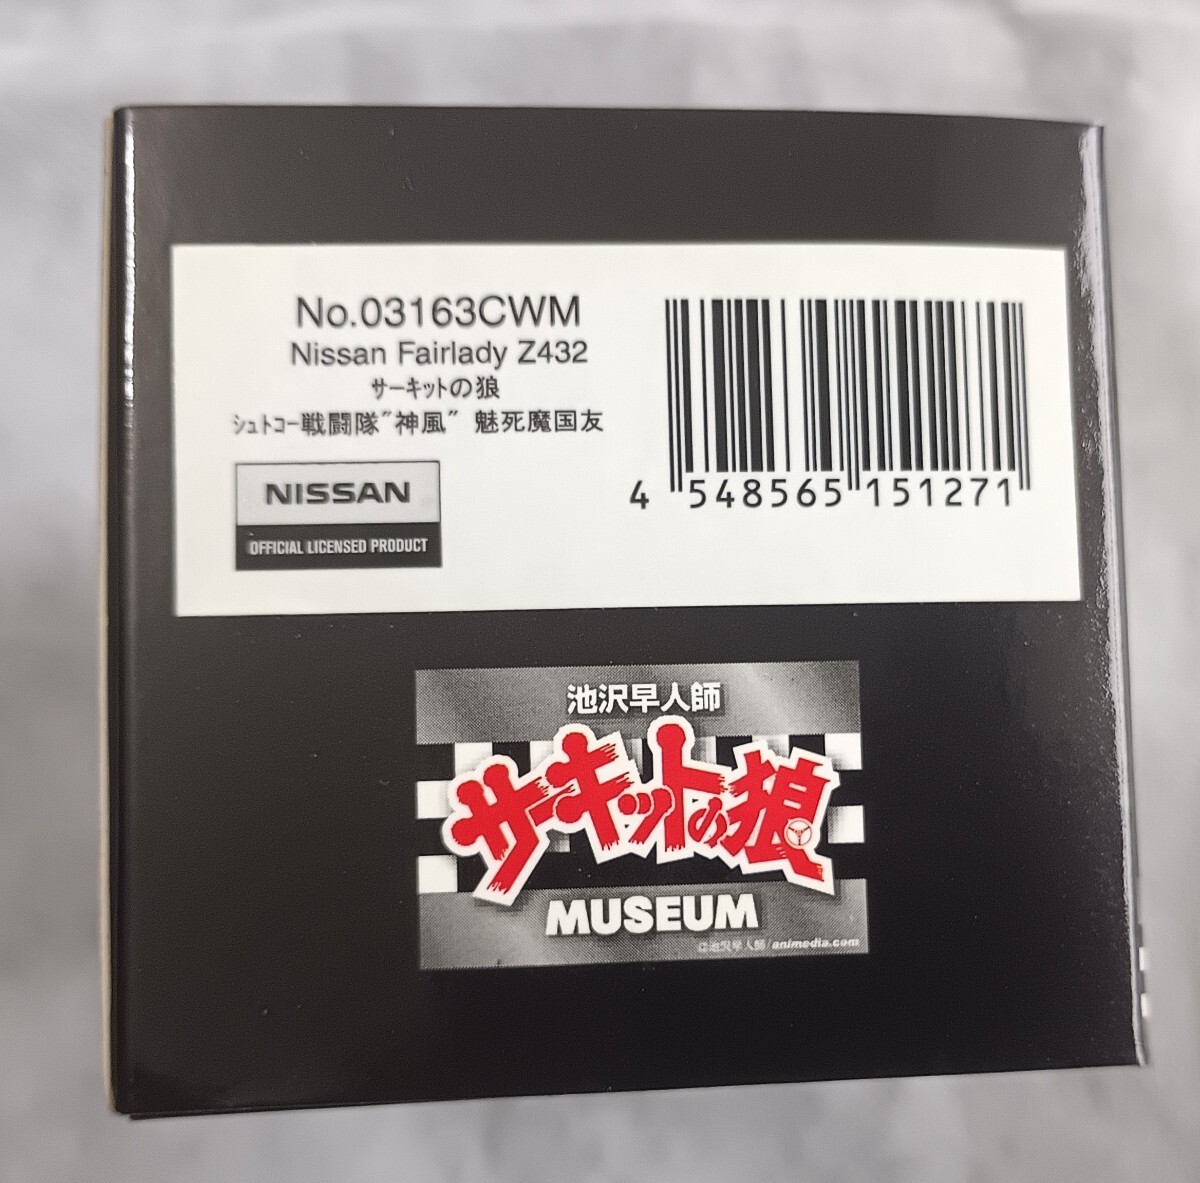 No.03163CWM
Nissan Fairlady Z432
サーキットの狼
シュトコー戦闘隊"神風" 魅死魔国友
NISSAN
OFFICIAL LICENSED PRODUCT
4 548565 151271
池沢早人師
サーキットの狼
MUSEUM
©池沢早人師/animedia.com